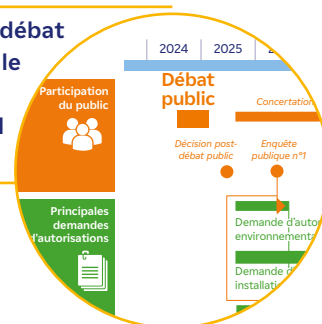 débat
le
2024
2025
Participation
du public
Débat
public
Concertation
Décision post-
débat public
Enquête
publique n°1
Principales
demandes
d'autorisations
Demande d'autor
environnementa
Demande d'
installatio